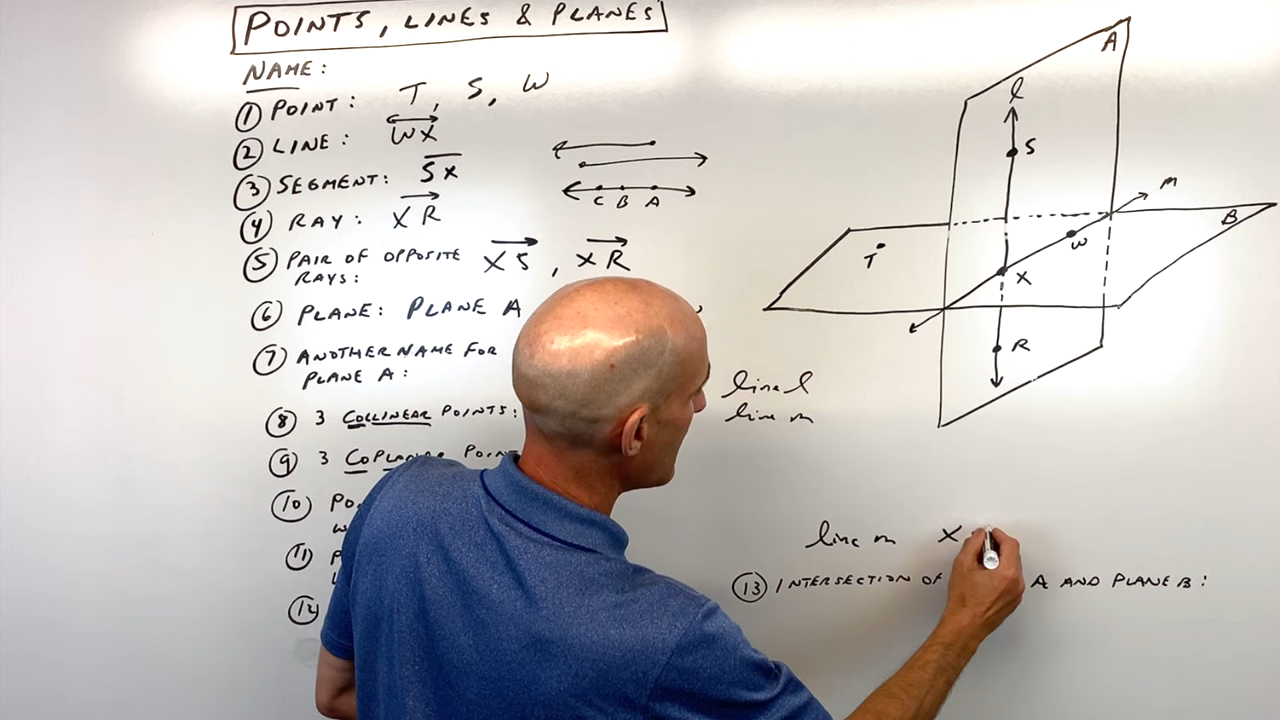 POINTS, LINES & PLANES
NAME:
① POINT: T, S, W
② LINE: WX
③ SEGMENT: SX
④ RAY: XR
⑤ PAIR OF OPPOSITE RAYS: XS, XR
⑥ PLANE: PLANE A
⑦ ANOTHER NAME FOR
PLANE A:
⑧ 3 COLLINEAR POINTS:
⑨ 3 COPLANAR POINT
⑩ PO
⑪ P
⑫
C B A
A
l
S
M
B
T
W
X
R
line l
line m
line m X
⑬ INTERSECTION OF A AND PLANE B: